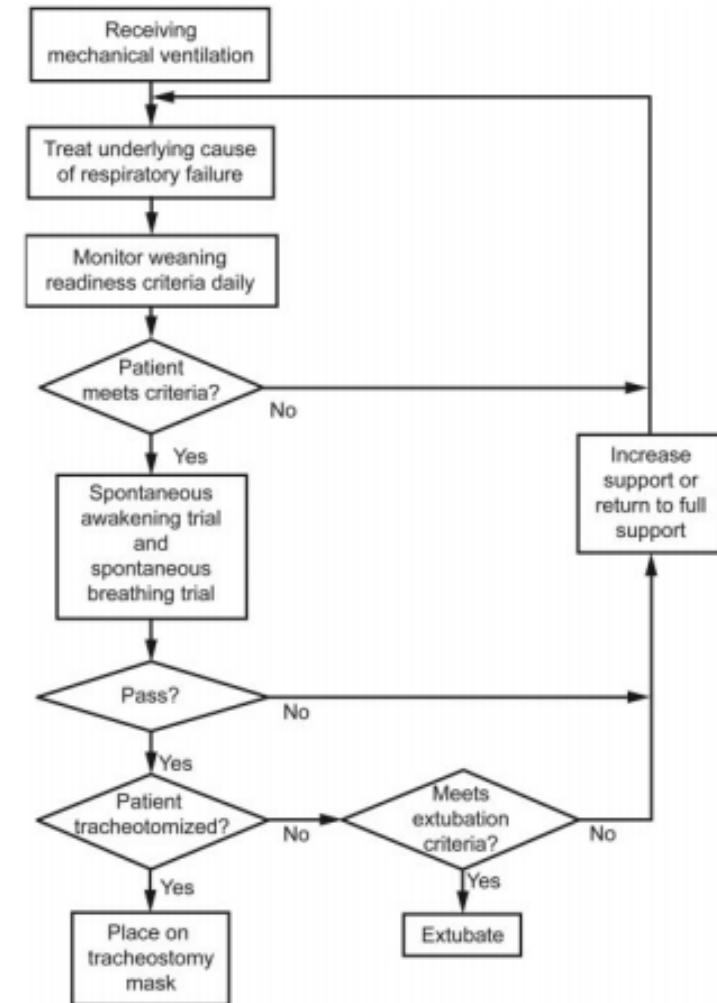 Receiving
mechanical ventilation
Treat underlying cause
of respiratory failure
Monitor weaning
readiness criteria daily
Patient
meets criteria?
No
Yes
Spontaneous
awakening trial
and
spontaneous
breathing trial
Increase
support or
return to full
support
Pass?
No
Yes
Patient
tracheotomized?
No
Meets
extubation
criteria?
No
Yes
Place on
tracheostomy
mask
Yes
Extubate